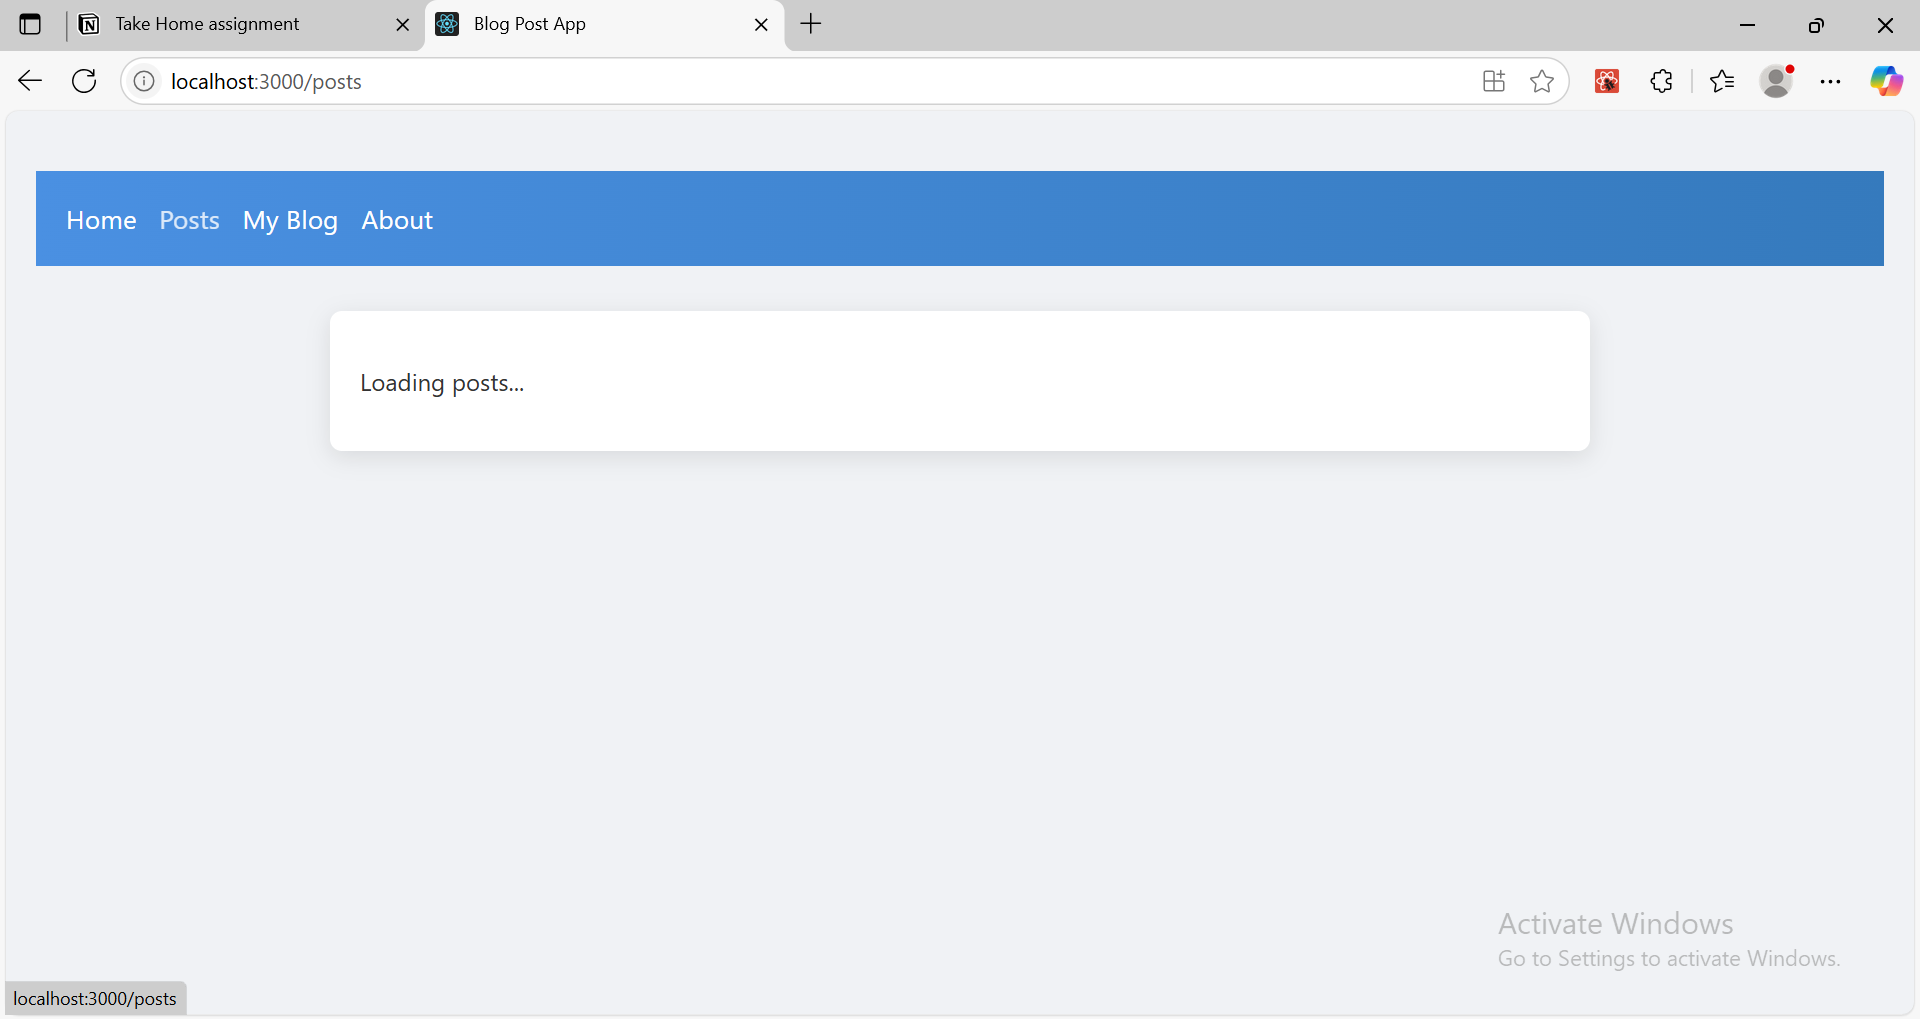 Take Home assignment
Blog Post App
localhost:3000/posts
Home Posts My Blog About
Loading posts...
Activate Windows
Go to Settings to activate Windows.
localhost:3000/posts